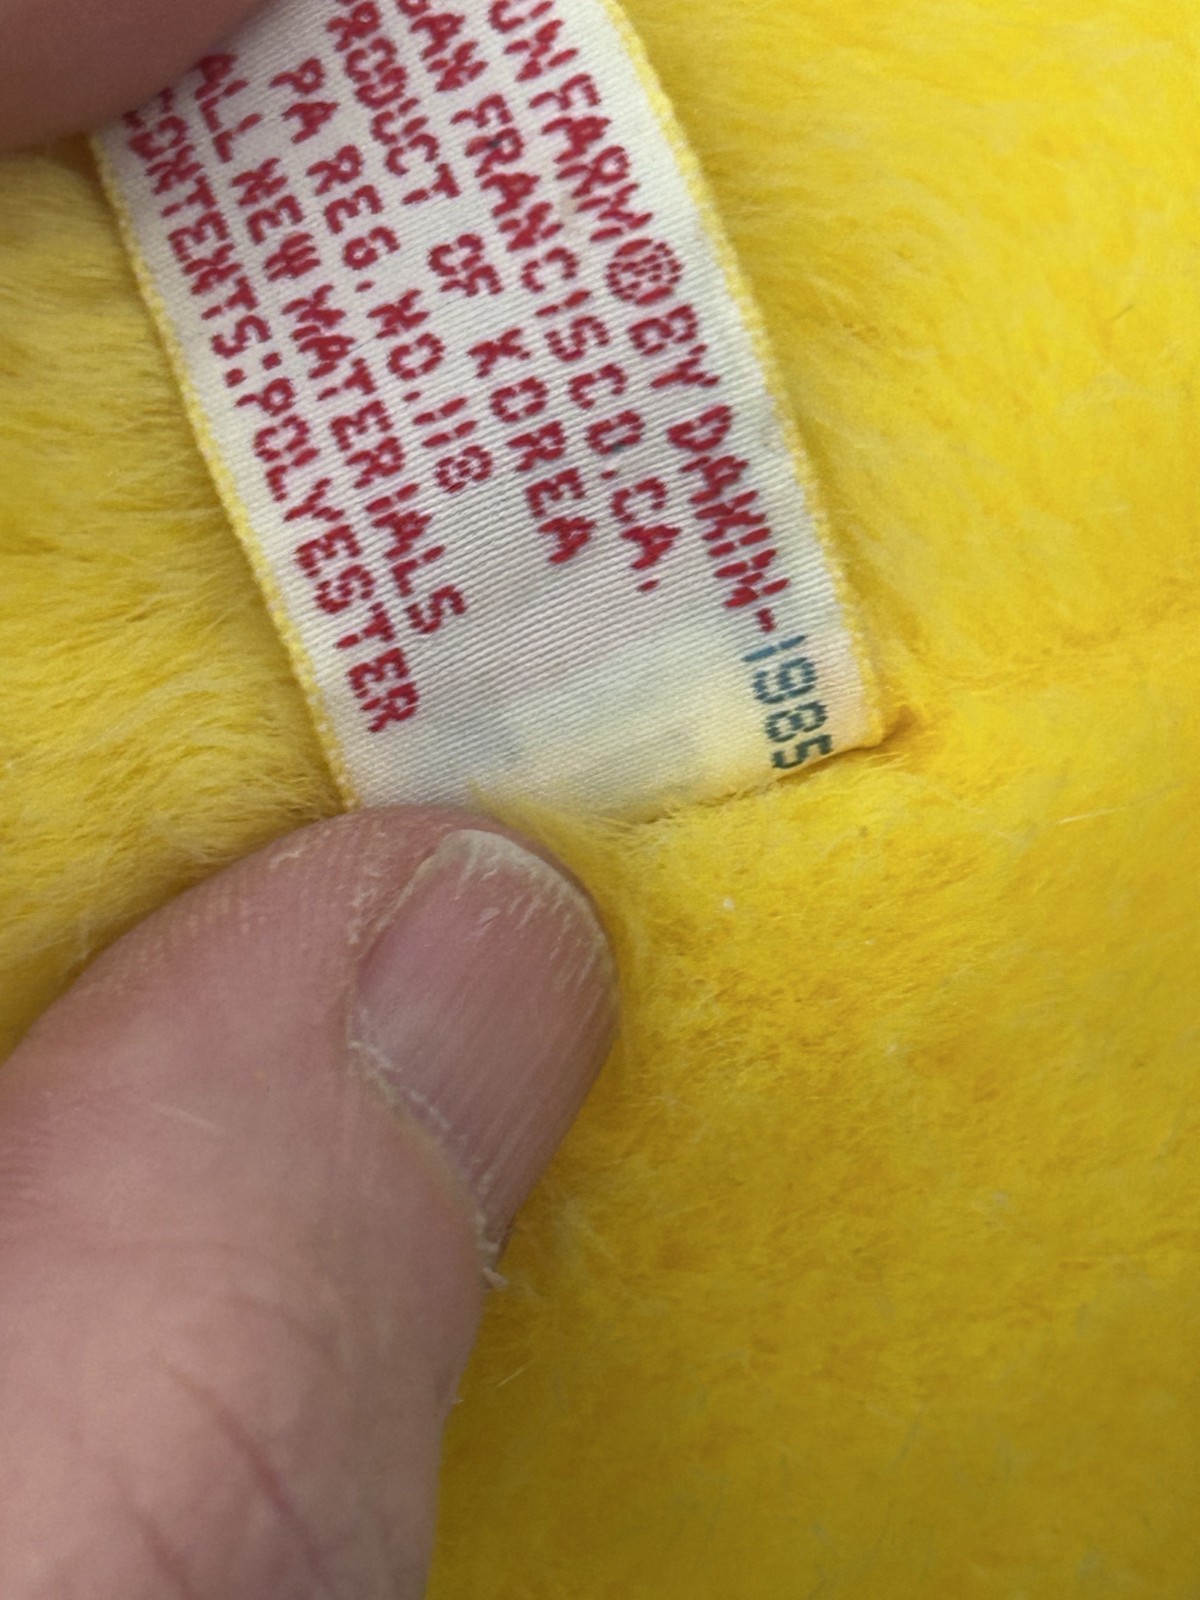 UN FARM® BY DAKIN-1985
SAN FRANCISCO.CA.
PRODUCT OF KOREA
PA REG.NO.118
ALL NEW MATERIALS
CONTENTS:POLYESTER